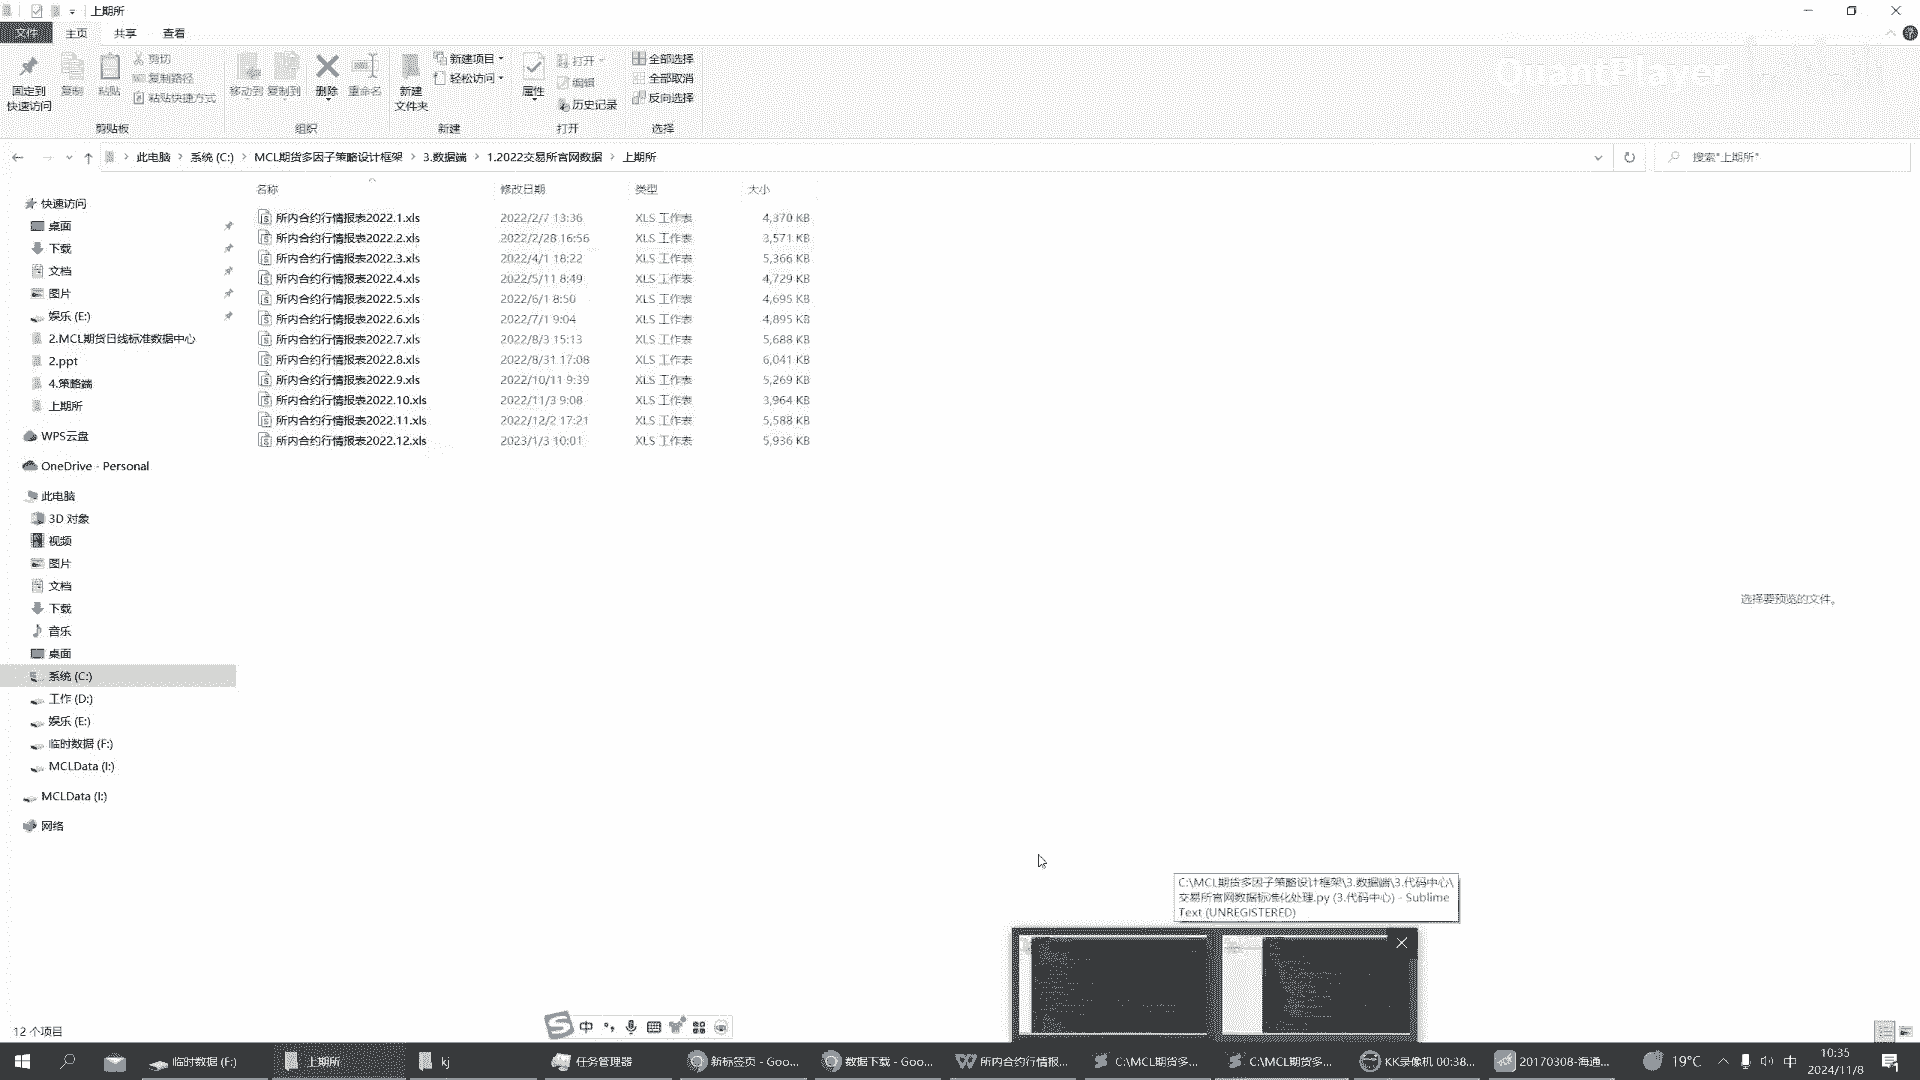 上期所
文件 主页 共享 查看
固定到快速访问
复制
粘贴
剪切
复制路径
粘贴快捷方式
剪贴板
移动到
复制到
删除
重命名
组织
新建文件夹
新建项目
轻松访问
新建
属性
打开
编辑
历史记录
打开
全部选择
全部取消
反向选择
选择
QuantPlayer
此电脑 > 系统 (C:) > MCL期货多因子策略设计框架 > 3.数据端 > 1.2022交易所官网数据 > 上期所
搜索"上期所"
名称 修改日期 类型 大小
所内合约行情报表2022.1.xls 2022/2/7 13:36 XLS 工作表 4,370 KB
所内合约行情报表2022.2.xls 2022/2/28 16:56 XLS 工作表 3,571 KB
所内合约行情报表2022.3.xls 2022/4/1 18:22 XLS 工作表 5,366 KB
所内合约行情报表2022.4.xls 2022/5/11 8:49 XLS 工作表 4,729 KB
所内合约行情报表2022.5.xls 2022/6/1 8:50 XLS 工作表 4,695 KB
所内合约行情报表2022.6.xls 2022/7/1 9:04 XLS 工作表 4,895 KB
所内合约行情报表2022.7.xls 2022/8/3 15:13 XLS 工作表 5,688 KB
所内合约行情报表2022.8.xls 2022/8/31 17:08 XLS 工作表 6,041 KB
所内合约行情报表2022.9.xls 2022/10/11 9:39 XLS 工作表 5,269 KB
所内合约行情报表2022.10.xls 2022/11/3 9:08 XLS 工作表 3,964 KB
所内合约行情报表2022.11.xls 2022/12/2 17:21 XLS 工作表 5,588 KB
所内合约行情报表2022.12.xls 2023/1/3 10:01 XLS 工作表 5,936 KB
快速访问
桌面
下载
文档
图片
娱乐 (E:)
2.MCL期货日线标准数据中心
2.ppt
4.策略端
上期所
WPS云盘
OneDrive - Personal
此电脑
3D 对象
视频
图片
文档
下载
音乐
桌面
系统 (C:)
工作 (D:)
娱乐 (E:)
临时数据 (F:)
MCLData (I:)
MCLData (I:)
网络
选择要预览的文件。
C:\MCL期货多因子策略设计框架\3.数据端\3.代码中心\
交易所官网数据标准化处理.py (3.代码中心) - Sublime
Text (UNREGISTERED)
12 个项目
中
临时数据 (F:)
上期所
kj
任务管理器
新标签页 - Goo...
数据下载 - Goo...
所内合约行情报...
C:\MCL期货多...
C:\MCL期货多...
KK录像机 00:38...
20170308-海通...
19°C
中
10:35
2024/11/8